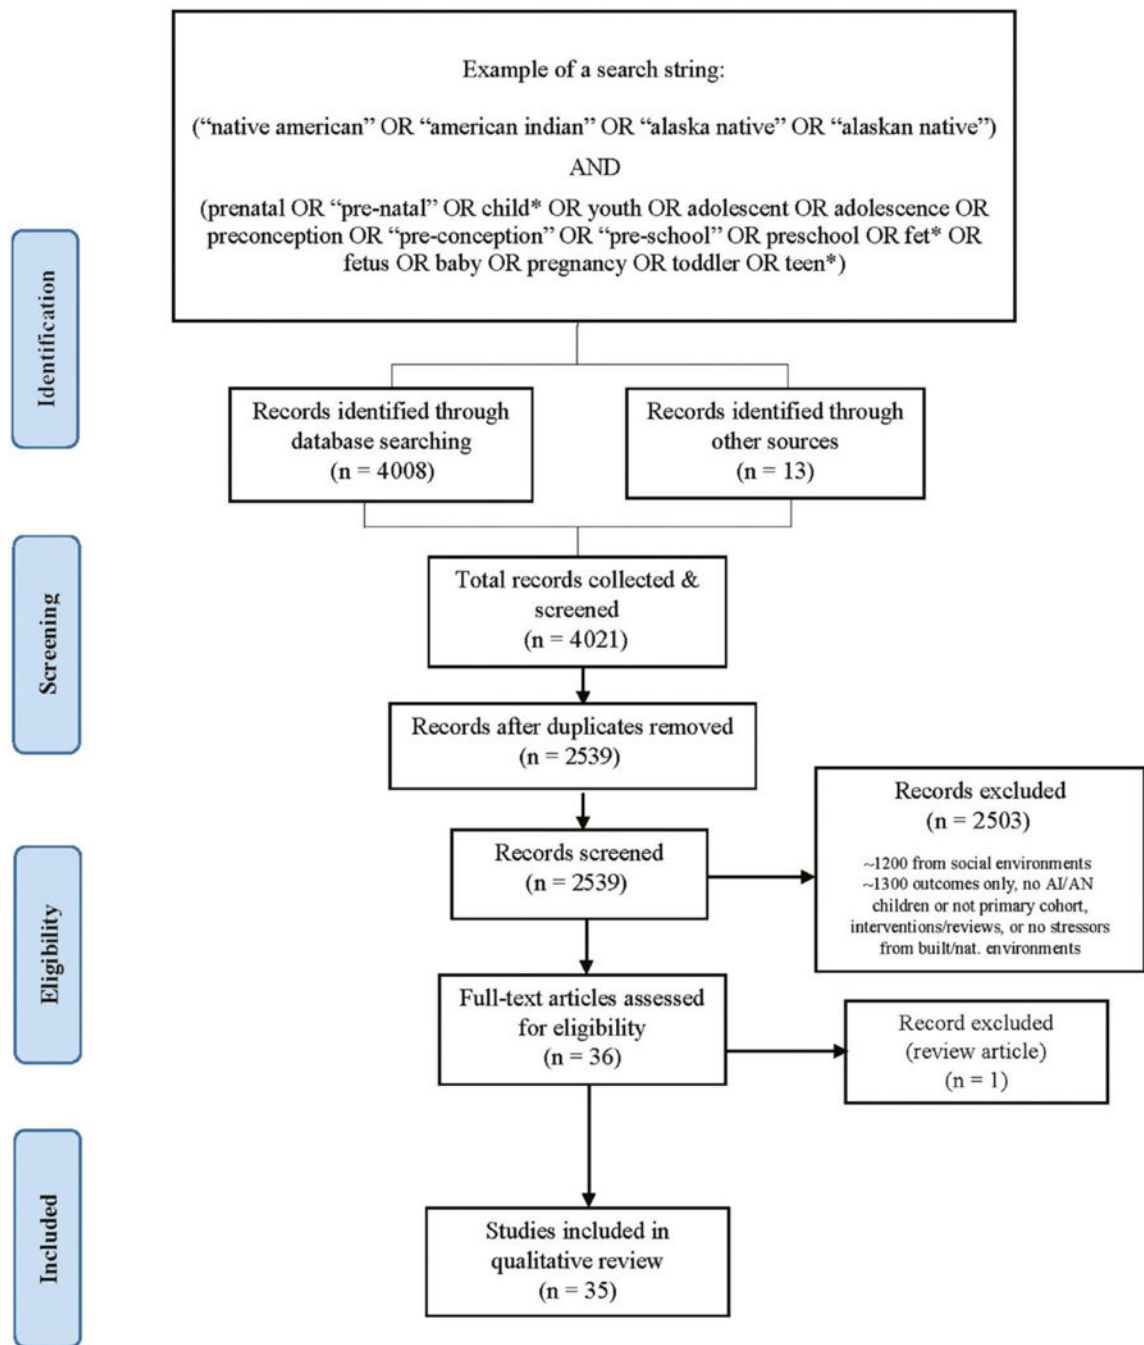 Example of a search string:
(“native american” OR “american indian” OR “alaska native” OR “alaskan native”)
AND
(prenatal OR “pre-natal” OR child* OR youth OR adolescent OR adolescence OR
preconception OR “pre-conception” OR “pre-school” OR preschool OR fet* OR
fetus OR baby OR pregnancy OR toddler OR teen*)
Identification
Records identified through
database searching
(n = 4008)
Records identified through
other sources
(n = 13)
Screening
Total records collected &
screened
(n = 4021)
Records after duplicates removed
(n = 2539)
Eligibility
Records screened
(n = 2539)
Records excluded
(n = 2503)
~1200 from social environments
~1300 outcomes only, no AI/AN
children or not primary cohort,
interventions/reviews, or no stressors
from built/nat. environments
Full-text articles assessed
for eligibility
(n = 36)
Record excluded
(review article)
(n = 1)
Included
Studies included in
qualitative review
(n = 35)